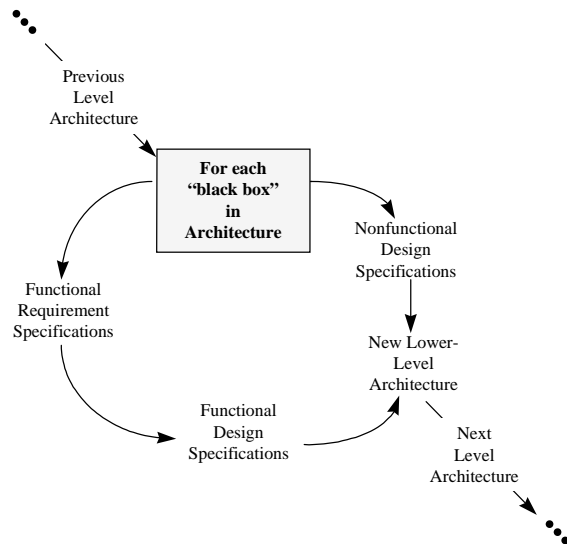 Previous
Level
Architecture
For each
“black box”
in
Architecture
Nonfunctional
Design
Specifications
Functional
Requirement
Specifications
New Lower-
Level
Architecture
Functional
Design
Specifications
Next
Level
Architecture